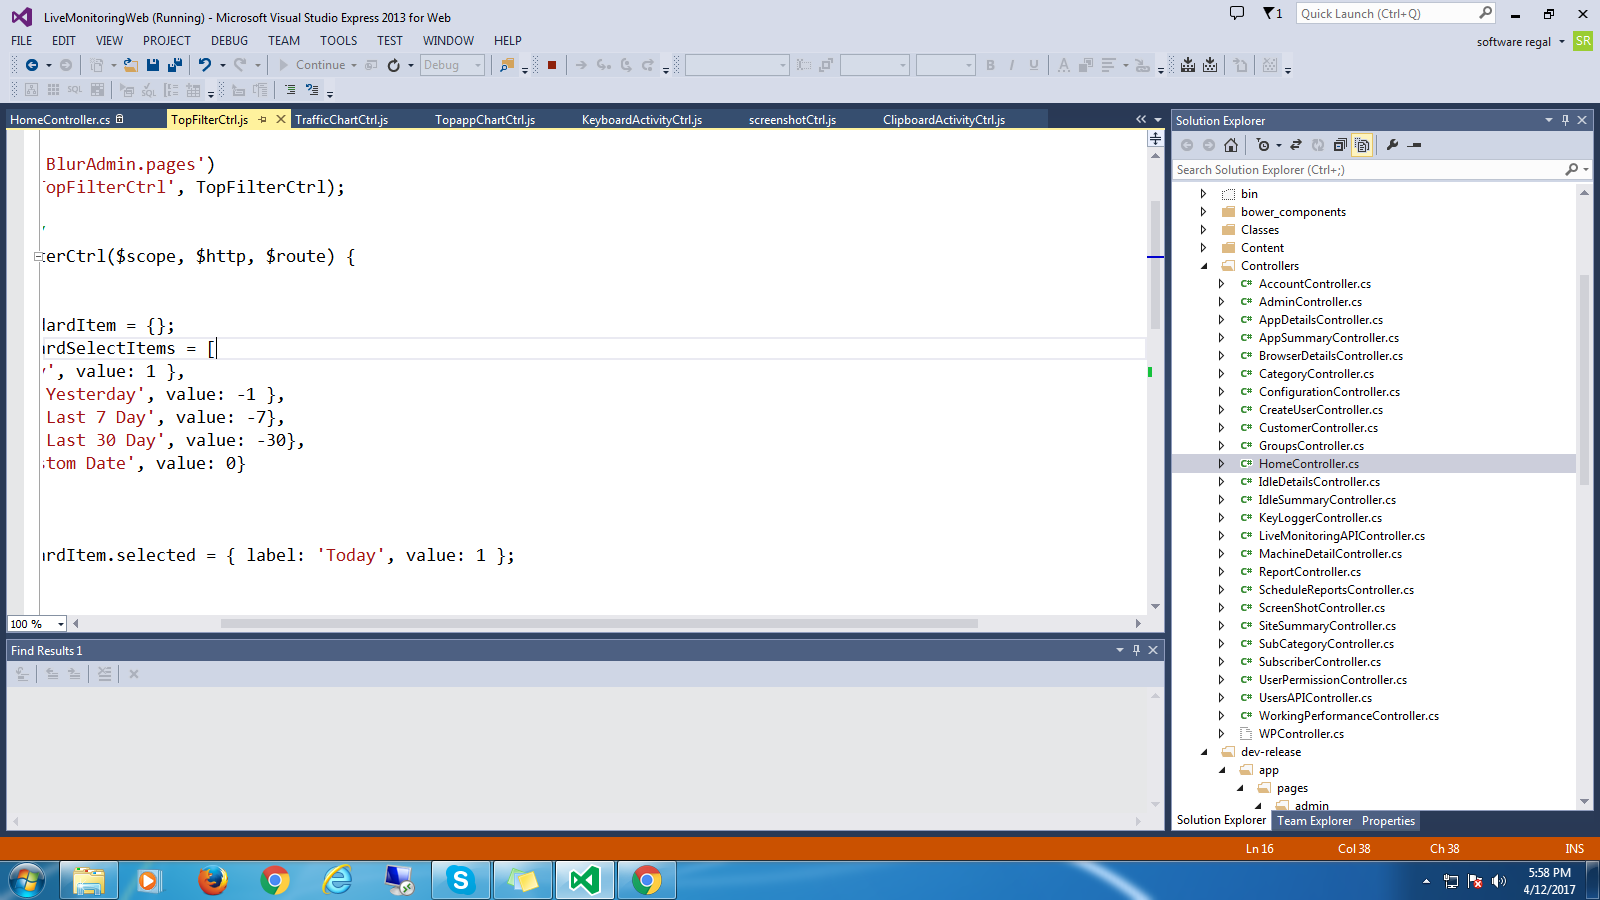 LiveMonitoringWeb (Running) - Microsoft Visual Studio Express 2013 for Web
1
Quick Launch (Ctrl+Q)
FILE EDIT VIEW PROJECT DEBUG TEAM TOOLS TEST WINDOW HELP
software regal
SR
Continue
Debug
B I U A
SQL SQL
HomeController.cs
TopFilterCtrl.js
TrafficChartCtrl.js
TopappChartCtrl.js
KeyboardActivityCtrl.js
screenshotCtrl.js
ClipboardActivityCtrl.js
BlurAdmin.pages')
opFilterCtrl', TopFilterCtrl);
terCtrl($scope, $http, $route) {
dardItem = {};
ardSelectItems = [
y', value: 1 },
Yesterday', value: -1 },
Last 7 Day', value: -7},
Last 30 Day', value: -30},
stom Date', value: 0}
ardItem.selected = { label: 'Today', value: 1 };
100 %
Find Results 1
Solution Explorer
Search Solution Explorer (Ctrl+;)
bin
bower_components
Classes
Content
Controllers
C# AccountController.cs
C# AdminController.cs
C# AppDetailsController.cs
C# AppSummaryController.cs
C# BrowserDetailsController.cs
C# CategoryController.cs
C# ConfigurationController.cs
C# CreateUserController.cs
C# CustomerController.cs
C# GroupsController.cs
C# HomeController.cs
C# IdleDetailsController.cs
C# IdleSummaryController.cs
C# KeyLoggerController.cs
C# LiveMonitoringAPIController.cs
C# MachineDetailController.cs
C# ReportController.cs
C# ScheduleReportsController.cs
C# ScreenShotController.cs
C# SiteSummaryController.cs
C# SubCategoryController.cs
C# SubscriberController.cs
C# UserPermissionController.cs
C# UsersAPIController.cs
C# WorkingPerformanceController.cs
WPController.cs
dev-release
app
pages
admin
Solution Explorer Team Explorer Properties
Ln 16 Col 38 Ch 38 INS
S
5:58 PM
4/12/2017